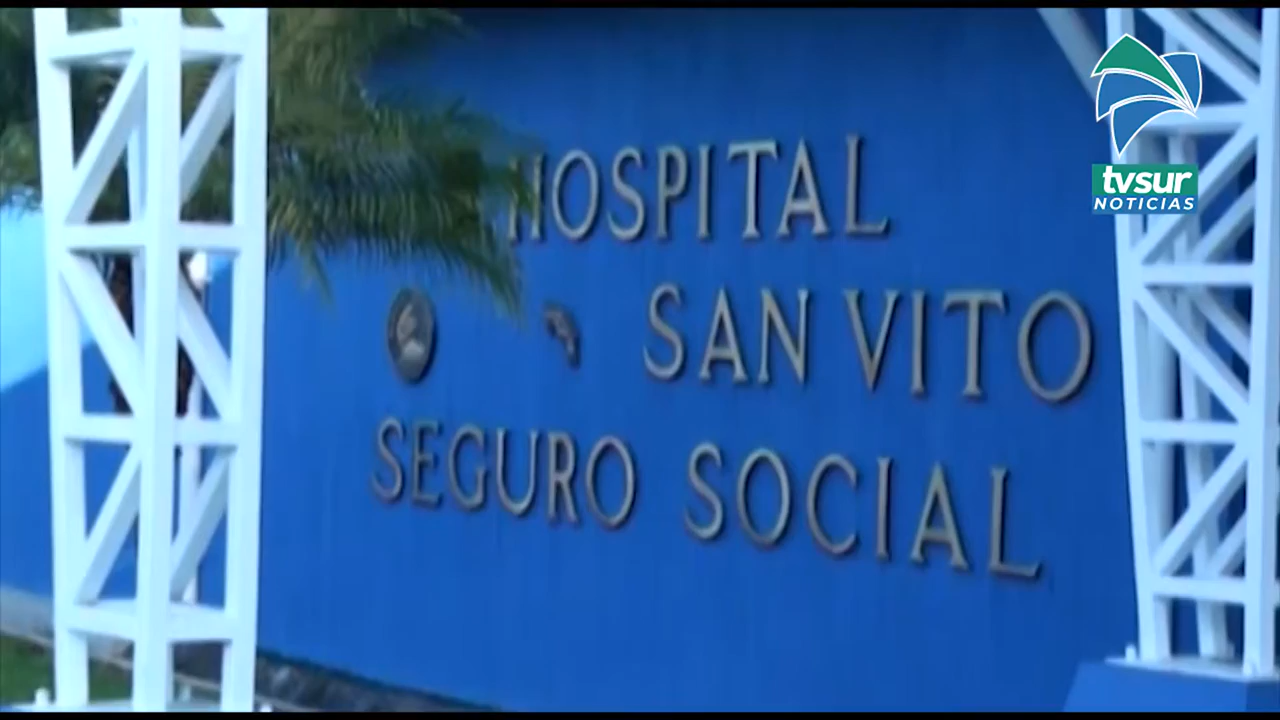 HOSPITAL
SAN VITO
SEGURO SOCIAL
tvsur
NOTICIAS